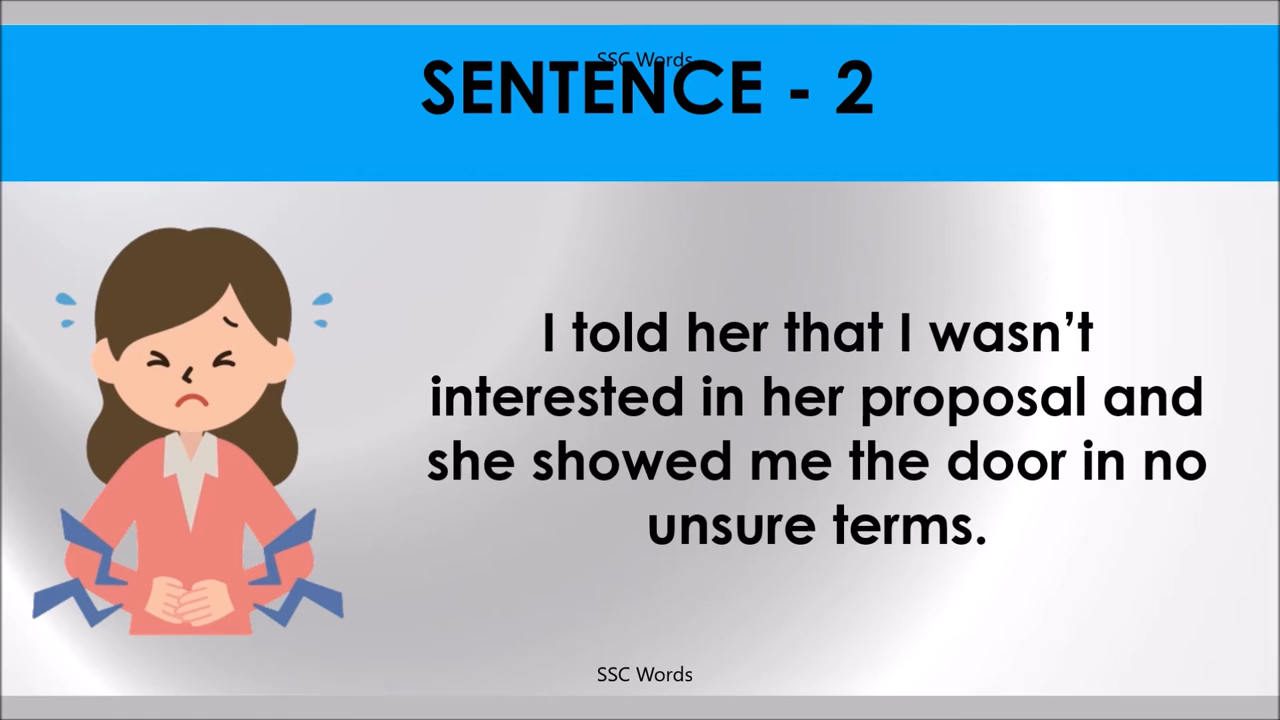 SSC Words
SENTENCE - 2
I told her that I wasn’t
interested in her proposal and
she showed me the door in no
unsure terms.
SSC Words